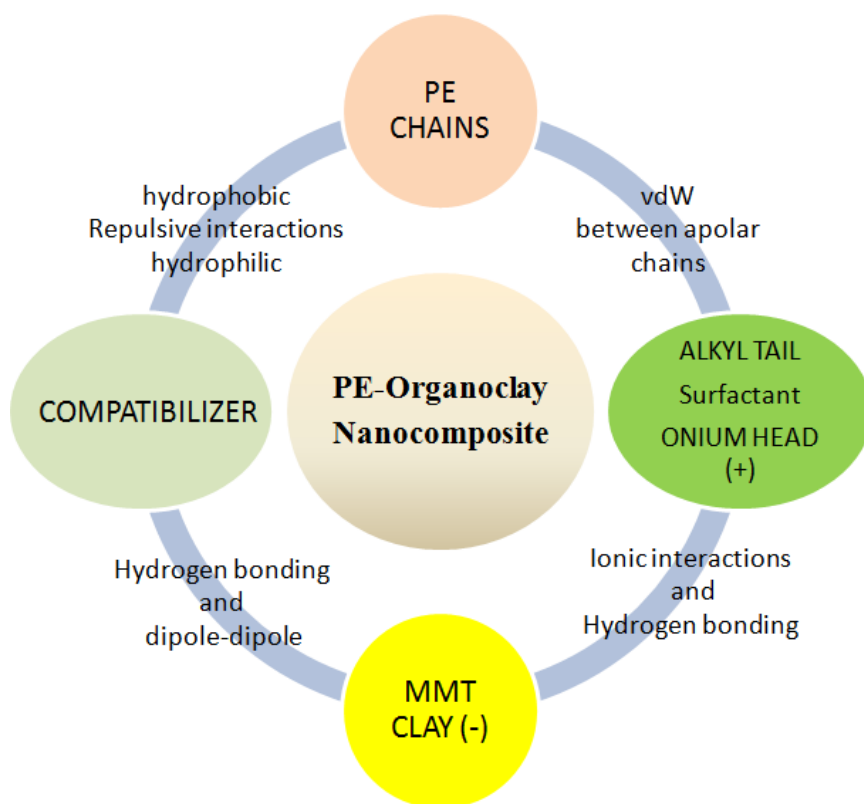 PE
CHAINS
hydrophobic
Repulsive interactions
hydrophilic
vdW
between apolar
chains
COMPATIBILIZER
PE-Organoclay
Nanocomposite
ALKYL TAIL
Surfactant
ONIUM HEAD
(+)
Hydrogen bonding
and
dipole-dipole
Ionic interactions
and
Hydrogen bonding
MMT
CLAY (-)